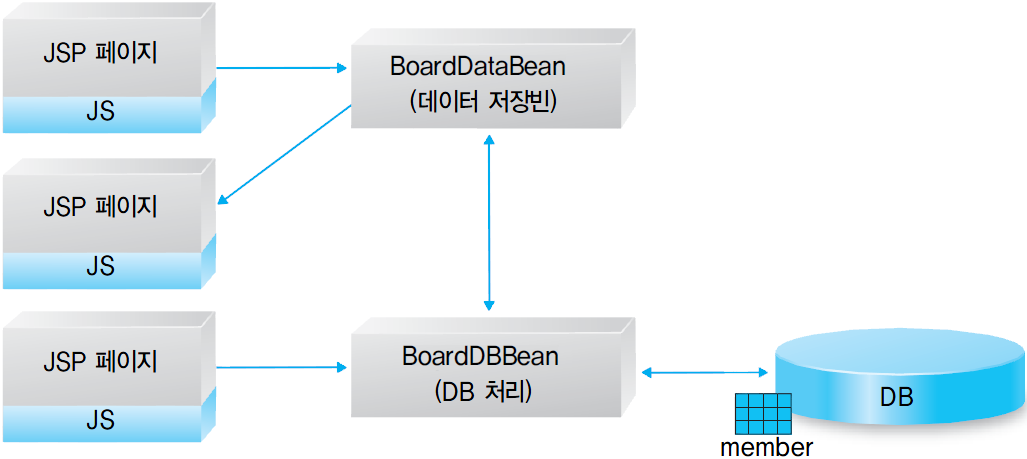 JSP 페이지
JS
BoardDataBean
(데이터 저장빈)
JSP 페이지
JS
JSP 페이지
JS
BoardDBBean
(DB 처리)
DB
member